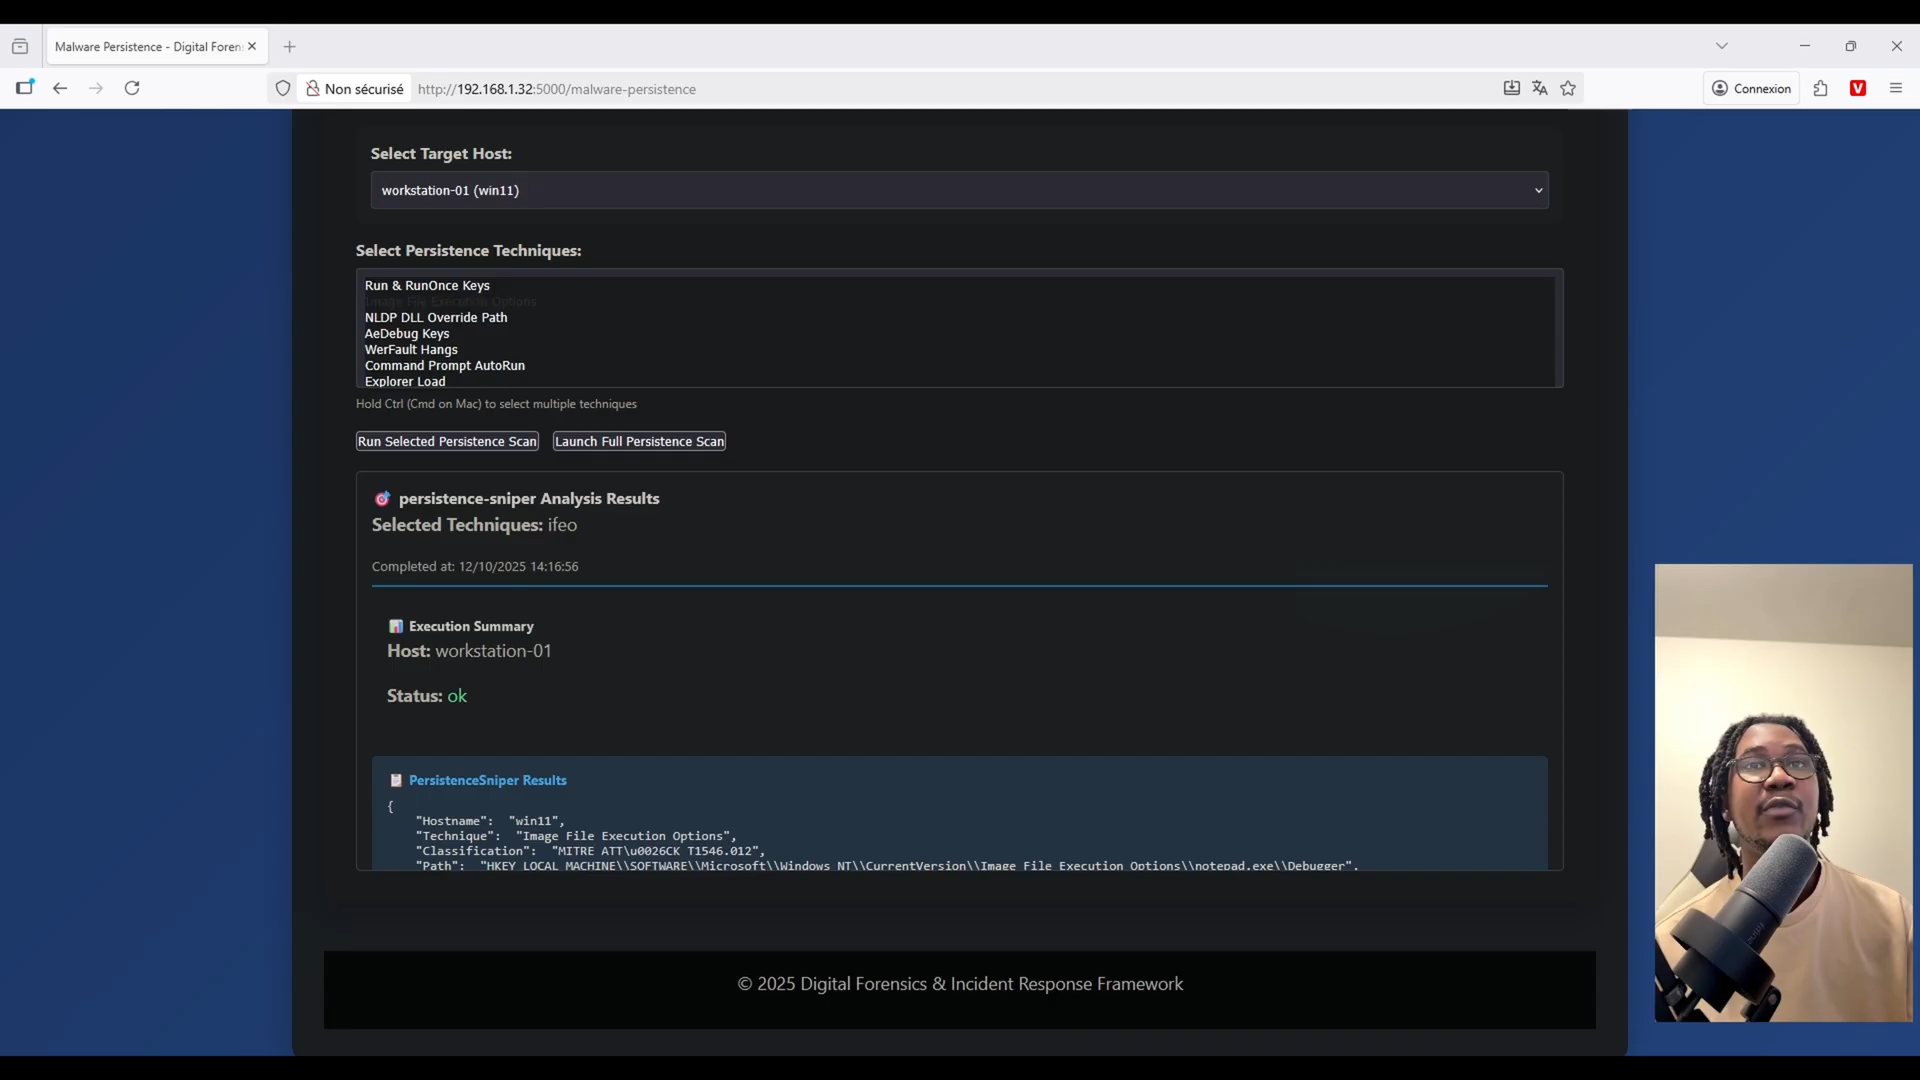 Malware Persistence - Digital Foren
Non sécurisé
http://192.168.1.32:5000/malware-persistence
Connexion
V
Select Target Host:
workstation-01 (win11)
Select Persistence Techniques:
Run & RunOnce Keys
Image File Execution Options
NLDP DLL Override Path
AeDebug Keys
WerFault Hangs
Command Prompt AutoRun
Explorer Load
Hold Ctrl (Cmd on Mac) to select multiple techniques
Run Selected Persistence Scan
Launch Full Persistence Scan
persistence-sniper Analysis Results
Selected Techniques: ifeo
Completed at: 12/10/2025 14:16:56
Execution Summary
Host: workstation-01
Status: ok
PersistenceSniper Results
{
"Hostname":  "win11",
"Technique":  "Image File Execution Options",
"Classification":  "MITRE ATT\u0026CK T1546.012",
"Path":  "HKEY_LOCAL_MACHINE\\SOFTWARE\\Microsoft\\Windows NT\\CurrentVersion\\Image File Execution Options\\notepad.exe\\Debugger",
© 2025 Digital Forensics & Incident Response Framework